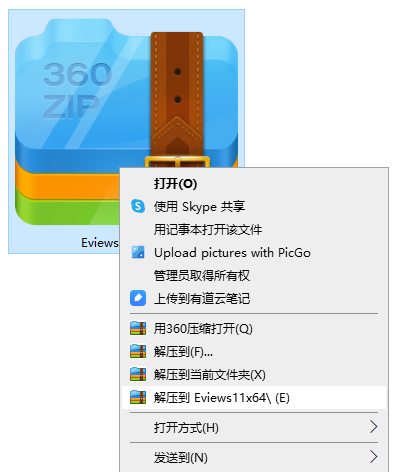 360
ZIP
Eviews
打开(O)
使用 Skype 共享
用记事本打开该文件
Upload pictures with PicGo
管理员取得所有权
上传到有道云笔记
用360压缩打开(Q)
解压到(F)...
解压到当前文件夹(X)
解压到 Eviews11x64\ (E)
打开方式(H)
发送到(N)